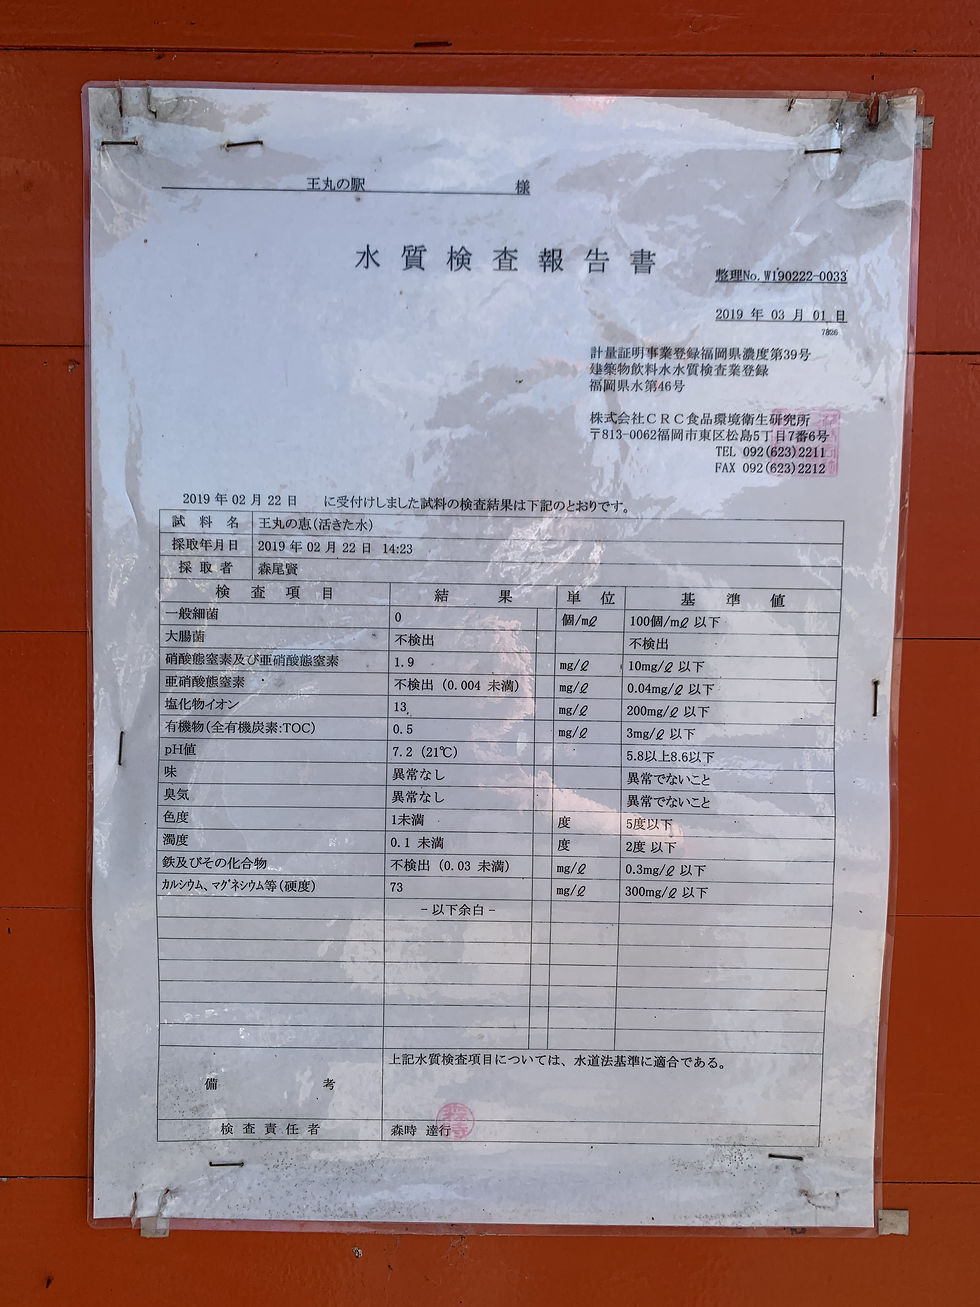 王丸の駅 様
水質検査報告書
整理No. W190222-0033
2019 年 03 月 01 日
7826
計量証明事業登録福岡県濃度第39号
建築物飲料水水質検査業登録
福岡県水第46号
株式会社CRC食品環境衛生研究所
〒813-0062福岡市東区松島5丁目7番6号
TEL 092(623)2211
FAX 092(623)2212
2019 年 02 月 22 日 に受付けしました試料の検査結果は下記のとおりです。
試料名 王丸の恵(活きた水)
採取年月日 2019 年 02 月 22 日 14:23
採取者 森尾賢
検査項目 結果 単位 基準値
一般細菌 0 個/mℓ 100個/mℓ 以下
大腸菌 不検出 不検出
硝酸態窒素及び亜硝酸態窒素 1.9 mg/ℓ 10mg/ℓ 以下
亜硝酸態窒素 不検出 (0.004 未満) mg/ℓ 0.04mg/ℓ 以下
塩化物イオン 13 mg/ℓ 200mg/ℓ 以下
有機物(全有機炭素:TOC) 0.5 mg/ℓ 3mg/ℓ 以下
pH値 7.2 (21℃) 5.8以上8.6以下
味 異常なし 異常でないこと
臭気 異常なし 異常でないこと
色度 1未満 度 5度以下
濁度 0.1 未満 度 2度 以下
鉄及びその化合物 不検出 (0.03 未満) mg/ℓ 0.3mg/ℓ 以下
ｶﾙｼｳﾑ､ﾏｸﾞﾈｼｳﾑ等(硬度) 73 mg/ℓ 300mg/ℓ 以下
－以下余白－
備考 上記水質検査項目については、水道法基準に適合である。
検査責任者 森時 達行